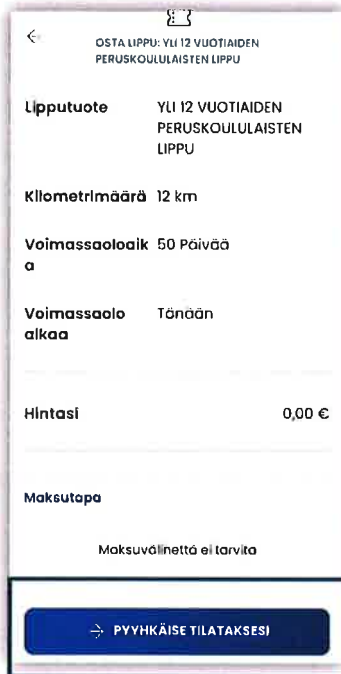 OSTA LIPPU: YLI 12 VUOTIAIDEN
PERUSKOULULAISTEN LIPPU
Lipputuote YLI 12 VUOTIAIDEN
PERUSKOULULAISTEN
LIPPU
Kilometrimäärä 12 km
Voimassaoloaik 50 Päivää
a
Voimassaolo Tänään
alkaa
Hintasi 0,00 €
Maksutapa
Maksuvälinettä ei tarvita
PYYHKÄISE TILATAKSESI